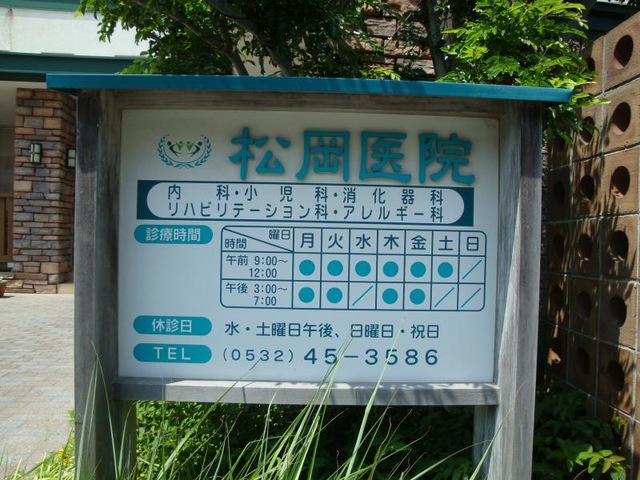 松岡医院
内科・小児科・消化器科
リハビリテーション科・アレルギー科
診療時間
時間 曜日 月 火 水 木 金 土 日
午前 9:00~12:00 ● ● ● ● ● ● ／
午後 3:00~7:00 ● ● ／ ● ● ／ ／
休診日 水・土曜日午後、日曜日・祝日
TEL (0532) 45-3586